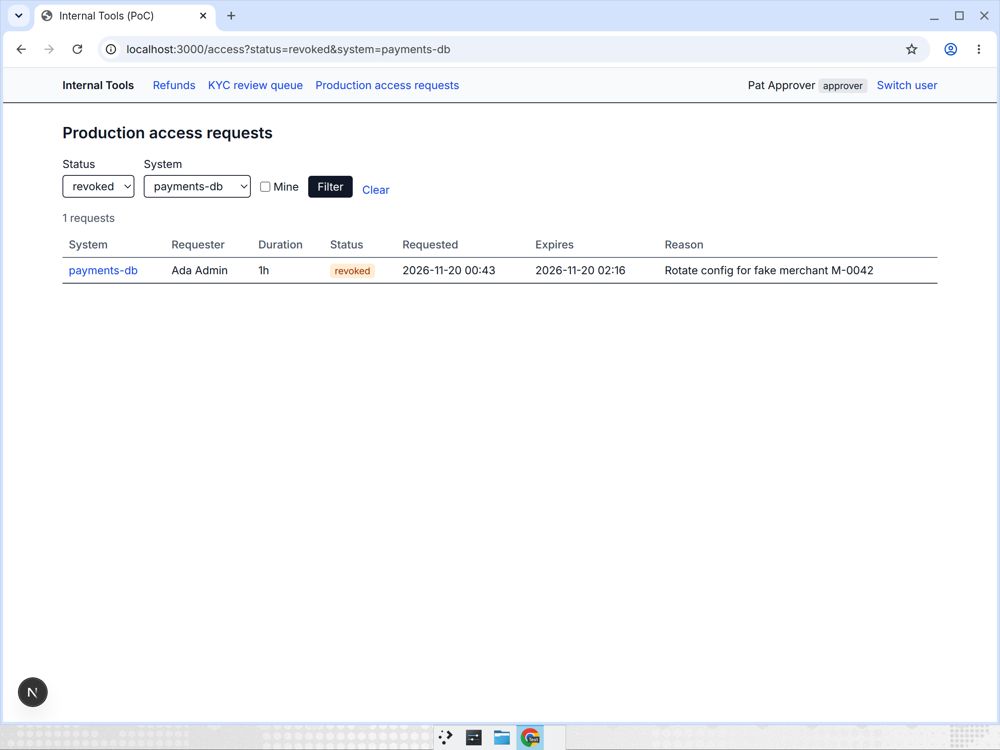 Internal Tools (PoC)
localhost:3000/access?status=revoked&system=payments-db
Internal Tools Refunds KYC review queue Production access requests Pat Approver approver Switch user
Production access requests
Status System
revoked payments-db Mine Filter Clear
1 requests
System Requester Duration Status Requested Expires Reason
payments-db Ada Admin 1h revoked 2026-11-20 00:43 2026-11-20 02:16 Rotate config for fake merchant M-0042
N